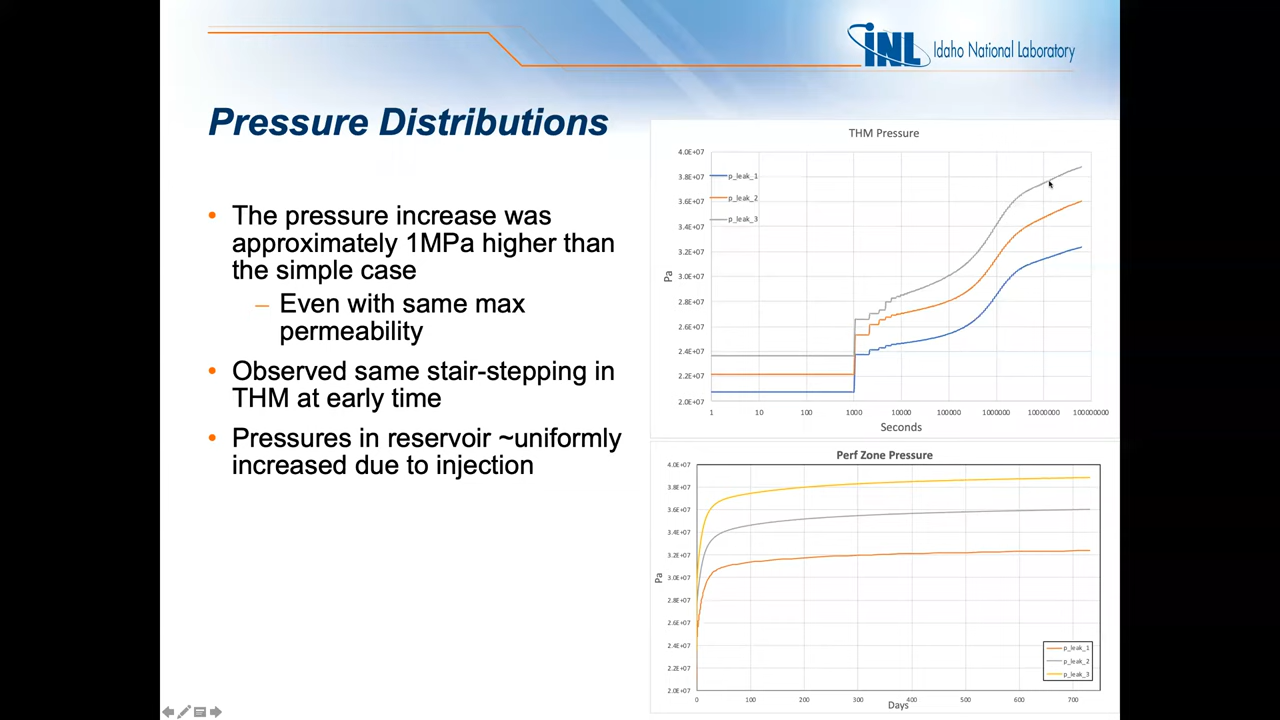 INL Idaho National Laboratory
Pressure Distributions
• The pressure increase was
approximately 1MPa higher than
the simple case
– Even with same max
permeability
• Observed same stair-stepping in
THM at early time
• Pressures in reservoir ~uniformly
increased due to injection
THM Pressure
4.0E+07
3.8E+07
3.6E+07
3.4E+07
3.2E+07
3.0E+07
2.8E+07
2.6E+07
2.4E+07
2.2E+07
2.0E+07
Pa
p_leak_1
p_leak_2
p_leak_3
1 10 100 1000 10000 100000 1000000 10000000 100000000
Seconds
Perf Zone Pressure
4.0E+07
3.8E+07
3.6E+07
3.4E+07
3.2E+07
3.0E+07
2.8E+07
2.6E+07
2.4E+07
2.2E+07
2.0E+07
Pa
p_leak_1
p_leak_2
p_leak_3
0 100 200 300 400 500 600 700
Days